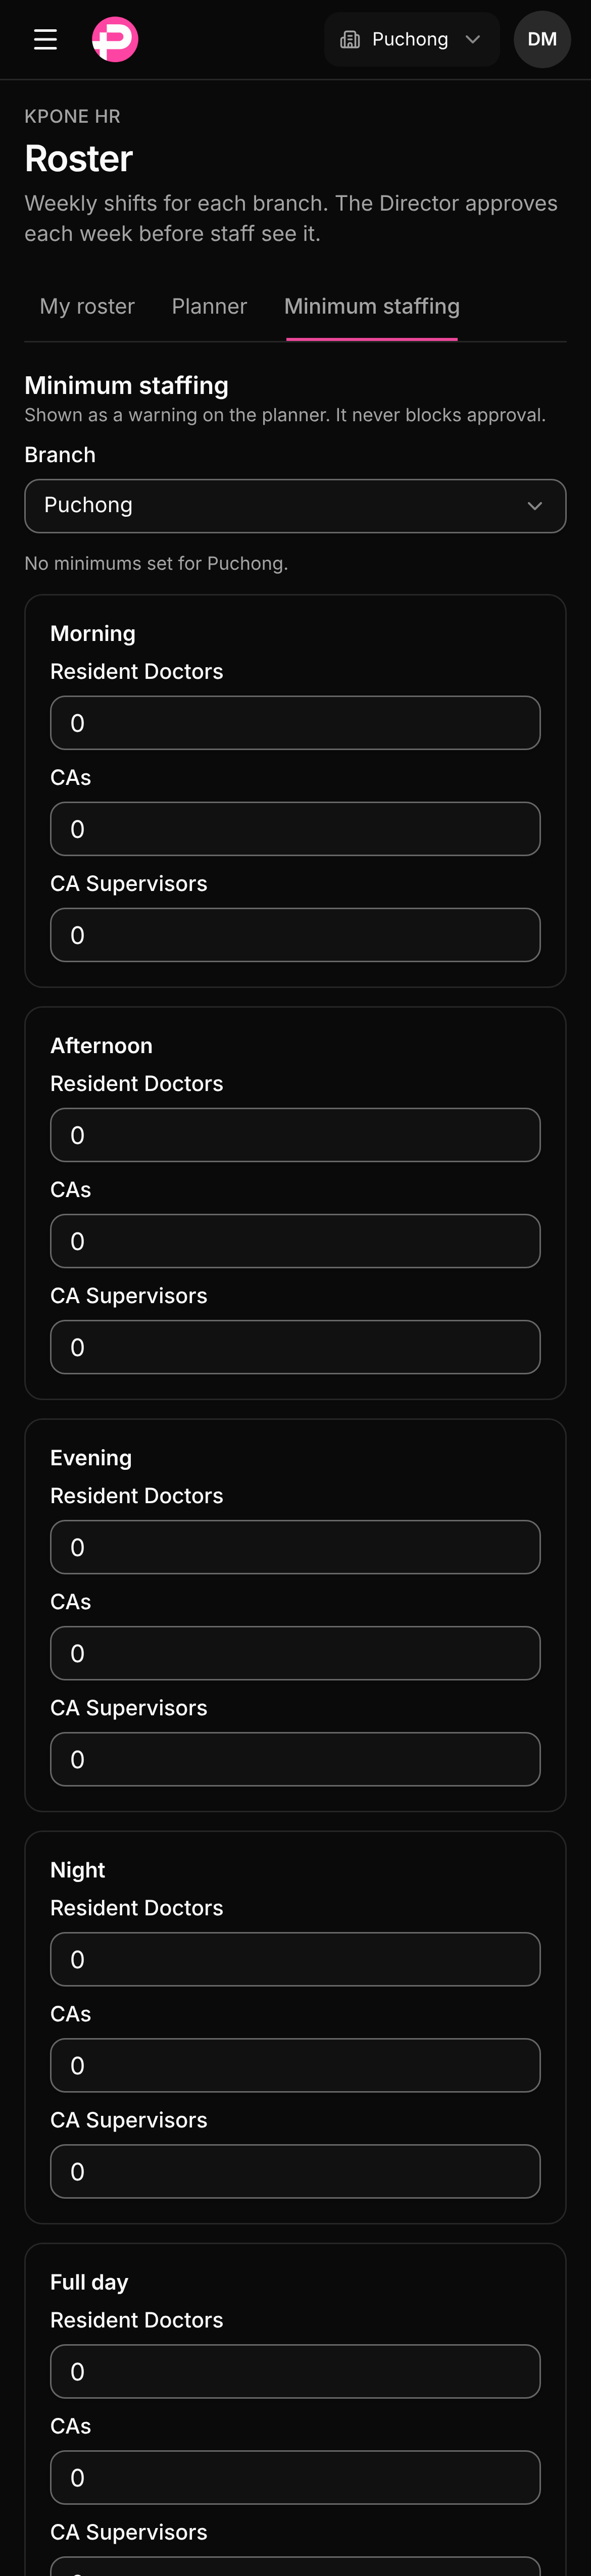 Puchong
DM
KPONE HR
Roster
Weekly shifts for each branch. The Director approves
each week before staff see it.
My roster Planner Minimum staffing
Minimum staffing
Shown as a warning on the planner. It never blocks approval.
Branch
Puchong
No minimums set for Puchong.
Morning
Resident Doctors
0
CAs
0
CA Supervisors
0
Afternoon
Resident Doctors
0
CAs
0
CA Supervisors
0
Evening
Resident Doctors
0
CAs
0
CA Supervisors
0
Night
Resident Doctors
0
CAs
0
CA Supervisors
0
Full day
Resident Doctors
0
CAs
0
CA Supervisors